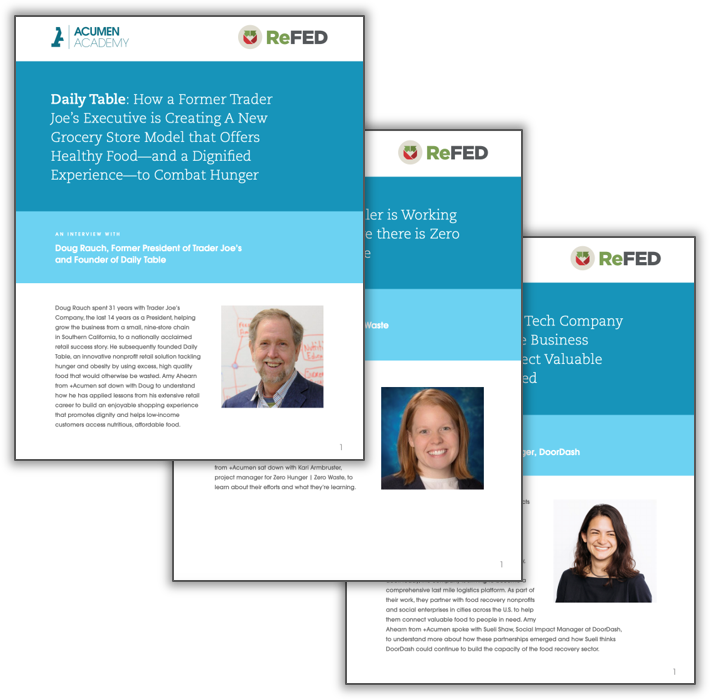 ACUMEN
ACADEMY
ReFED
Daily Table: How a Former Trader
Joe's Executive is Creating A New
Grocery Store Model that Offers
Healthy Food—and a Dignified
Experience—to Combat Hunger
AN INTERVIEW WITH
Doug Rauch, Former President of Trader Joe's
and Founder of Daily Table
Doug Rauch spent 31 years with Trader Joe's
Company, the last 14 years as a President, helping
grow the business from a small, nine-store chain
in Southern California, to a nationally acclaimed
retail success story. He subsequently founded Daily
Table, an innovative nonprofit retail solution tackling
hunger and obesity by using excess, high quality
food that would otherwise be wasted. Amy Ahearn
from +Acumen sat down with Doug to understand
how he has applied lessons from his extensive retail
career to build an enjoyable shopping experience
that promotes dignity and helps low-income
customers access nutritious, affordable food.
1
ReFED
ler is Working
e there is Zero
e
Waste
from +Acumen sat down with Kari Armbruster,
project manager for Zero Hunger | Zero Waste, to
learn about their efforts and what they're learning.
1
ReFED
Tech Company
e Business
ect Valuable
ed
ger, DoorDash
cts
comprehensive last mile logistics platform. As part of
their work, they partner with food recovery nonprofits
and social enterprises in cities across the U.S. to help
them connect valuable food to people in need. Amy
Ahearn from +Acumen spoke with Sueli Shaw, Social Impact Manager at DoorDash,
to understand more about how these partnerships emerged and how Sueli thinks
DoorDash could continue to build the capacity of the food recovery sector.
1